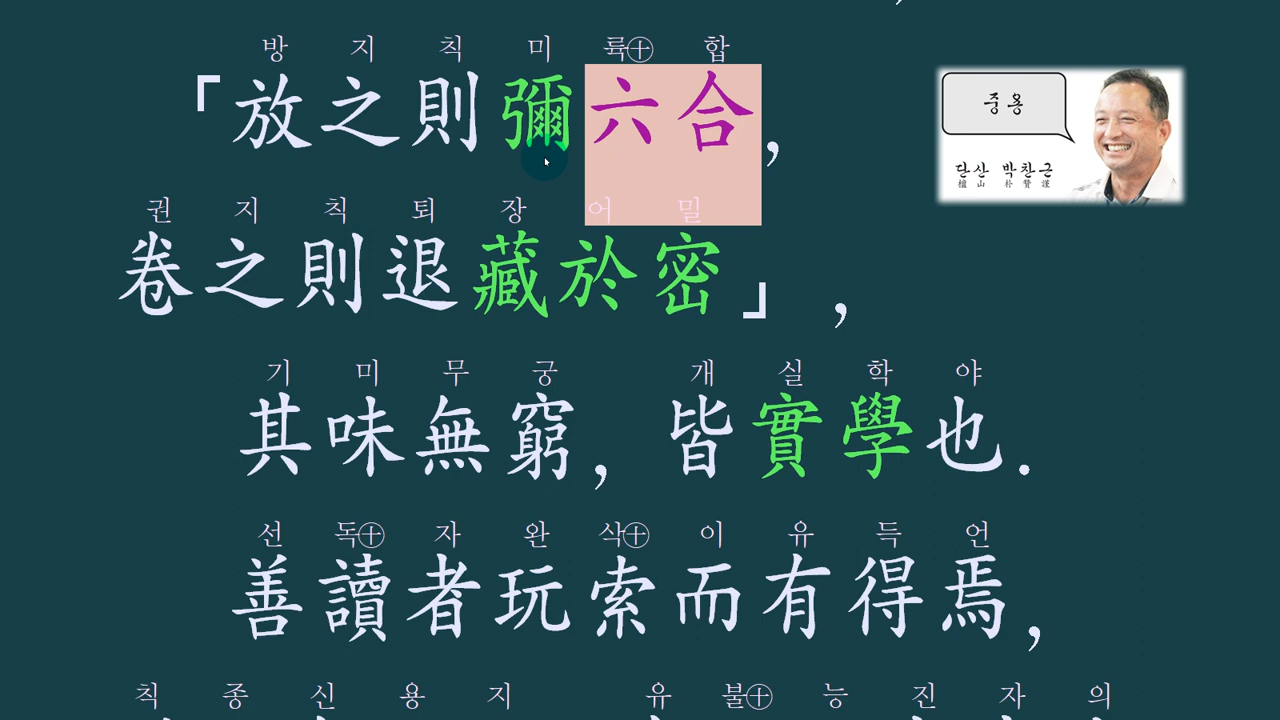 방 지 칙 미 륙㊉ 합
「放之則彌六合,
권 지 칙 퇴 장 어 밀
卷之則退藏於密」,
기 미 무 궁 개 실 학 야
其味無窮, 皆實學也.
선 독㊉ 자 완 삭㊉ 이 유 득 언
善讀者玩索而有得焉,
칙 종 신 용 지 유 불㊉ 능 진 자 의
중용
단산 박찬근
檀山 朴贊謹